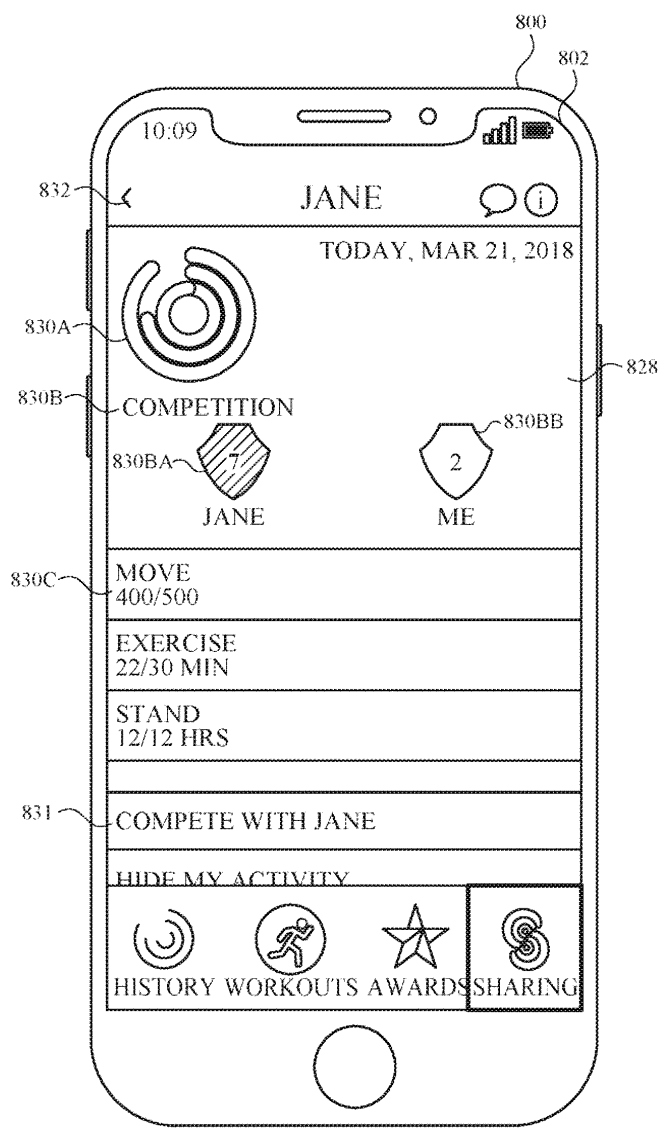 800
802
10:09
832
JANE
i
TODAY, MAR 21, 2018
830A
828
830B
COMPETITION
830BB
830BA
7
2
JANE
ME
830C
MOVE
400/500
EXERCISE
22/30 MIN
STAND
12/12 HRS
831
COMPETE WITH JANE
HIDE MY ACTIVITY
HISTORY WORKOUTS AWARDS SHARING